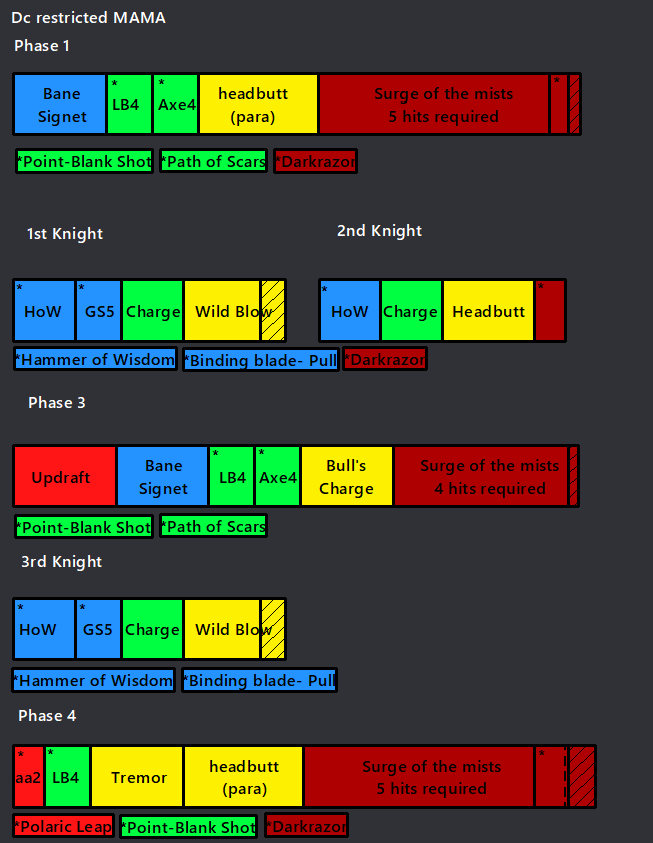 Dc restricted MAMA
Phase 1
Bane Signet
* LB4
* Axe4
headbutt (para)
Surge of the mists 5 hits required
*
*Point-Blank Shot
*Path of Scars
*Darkrazor
1st Knight
2nd Knight
* HoW
* GS5
Charge
Wild Blow
* HoW
Charge
Headbutt
*
*Hammer of Wisdom
*Binding blade- Pull
*Darkrazor
Phase 3
Updraft
Bane Signet
* LB4
* Axe4
Bull's Charge
Surge of the mists 4 hits required
*Point-Blank Shot
*Path of Scars
3rd Knight
* HoW
* GS5
Charge
Wild Blow
*Hammer of Wisdom
*Binding blade- Pull
Phase 4
* aa2
* LB4
Tremor
headbutt (para)
Surge of the mists 5 hits required
*
*Polaric Leap
*Point-Blank Shot
*Darkrazor